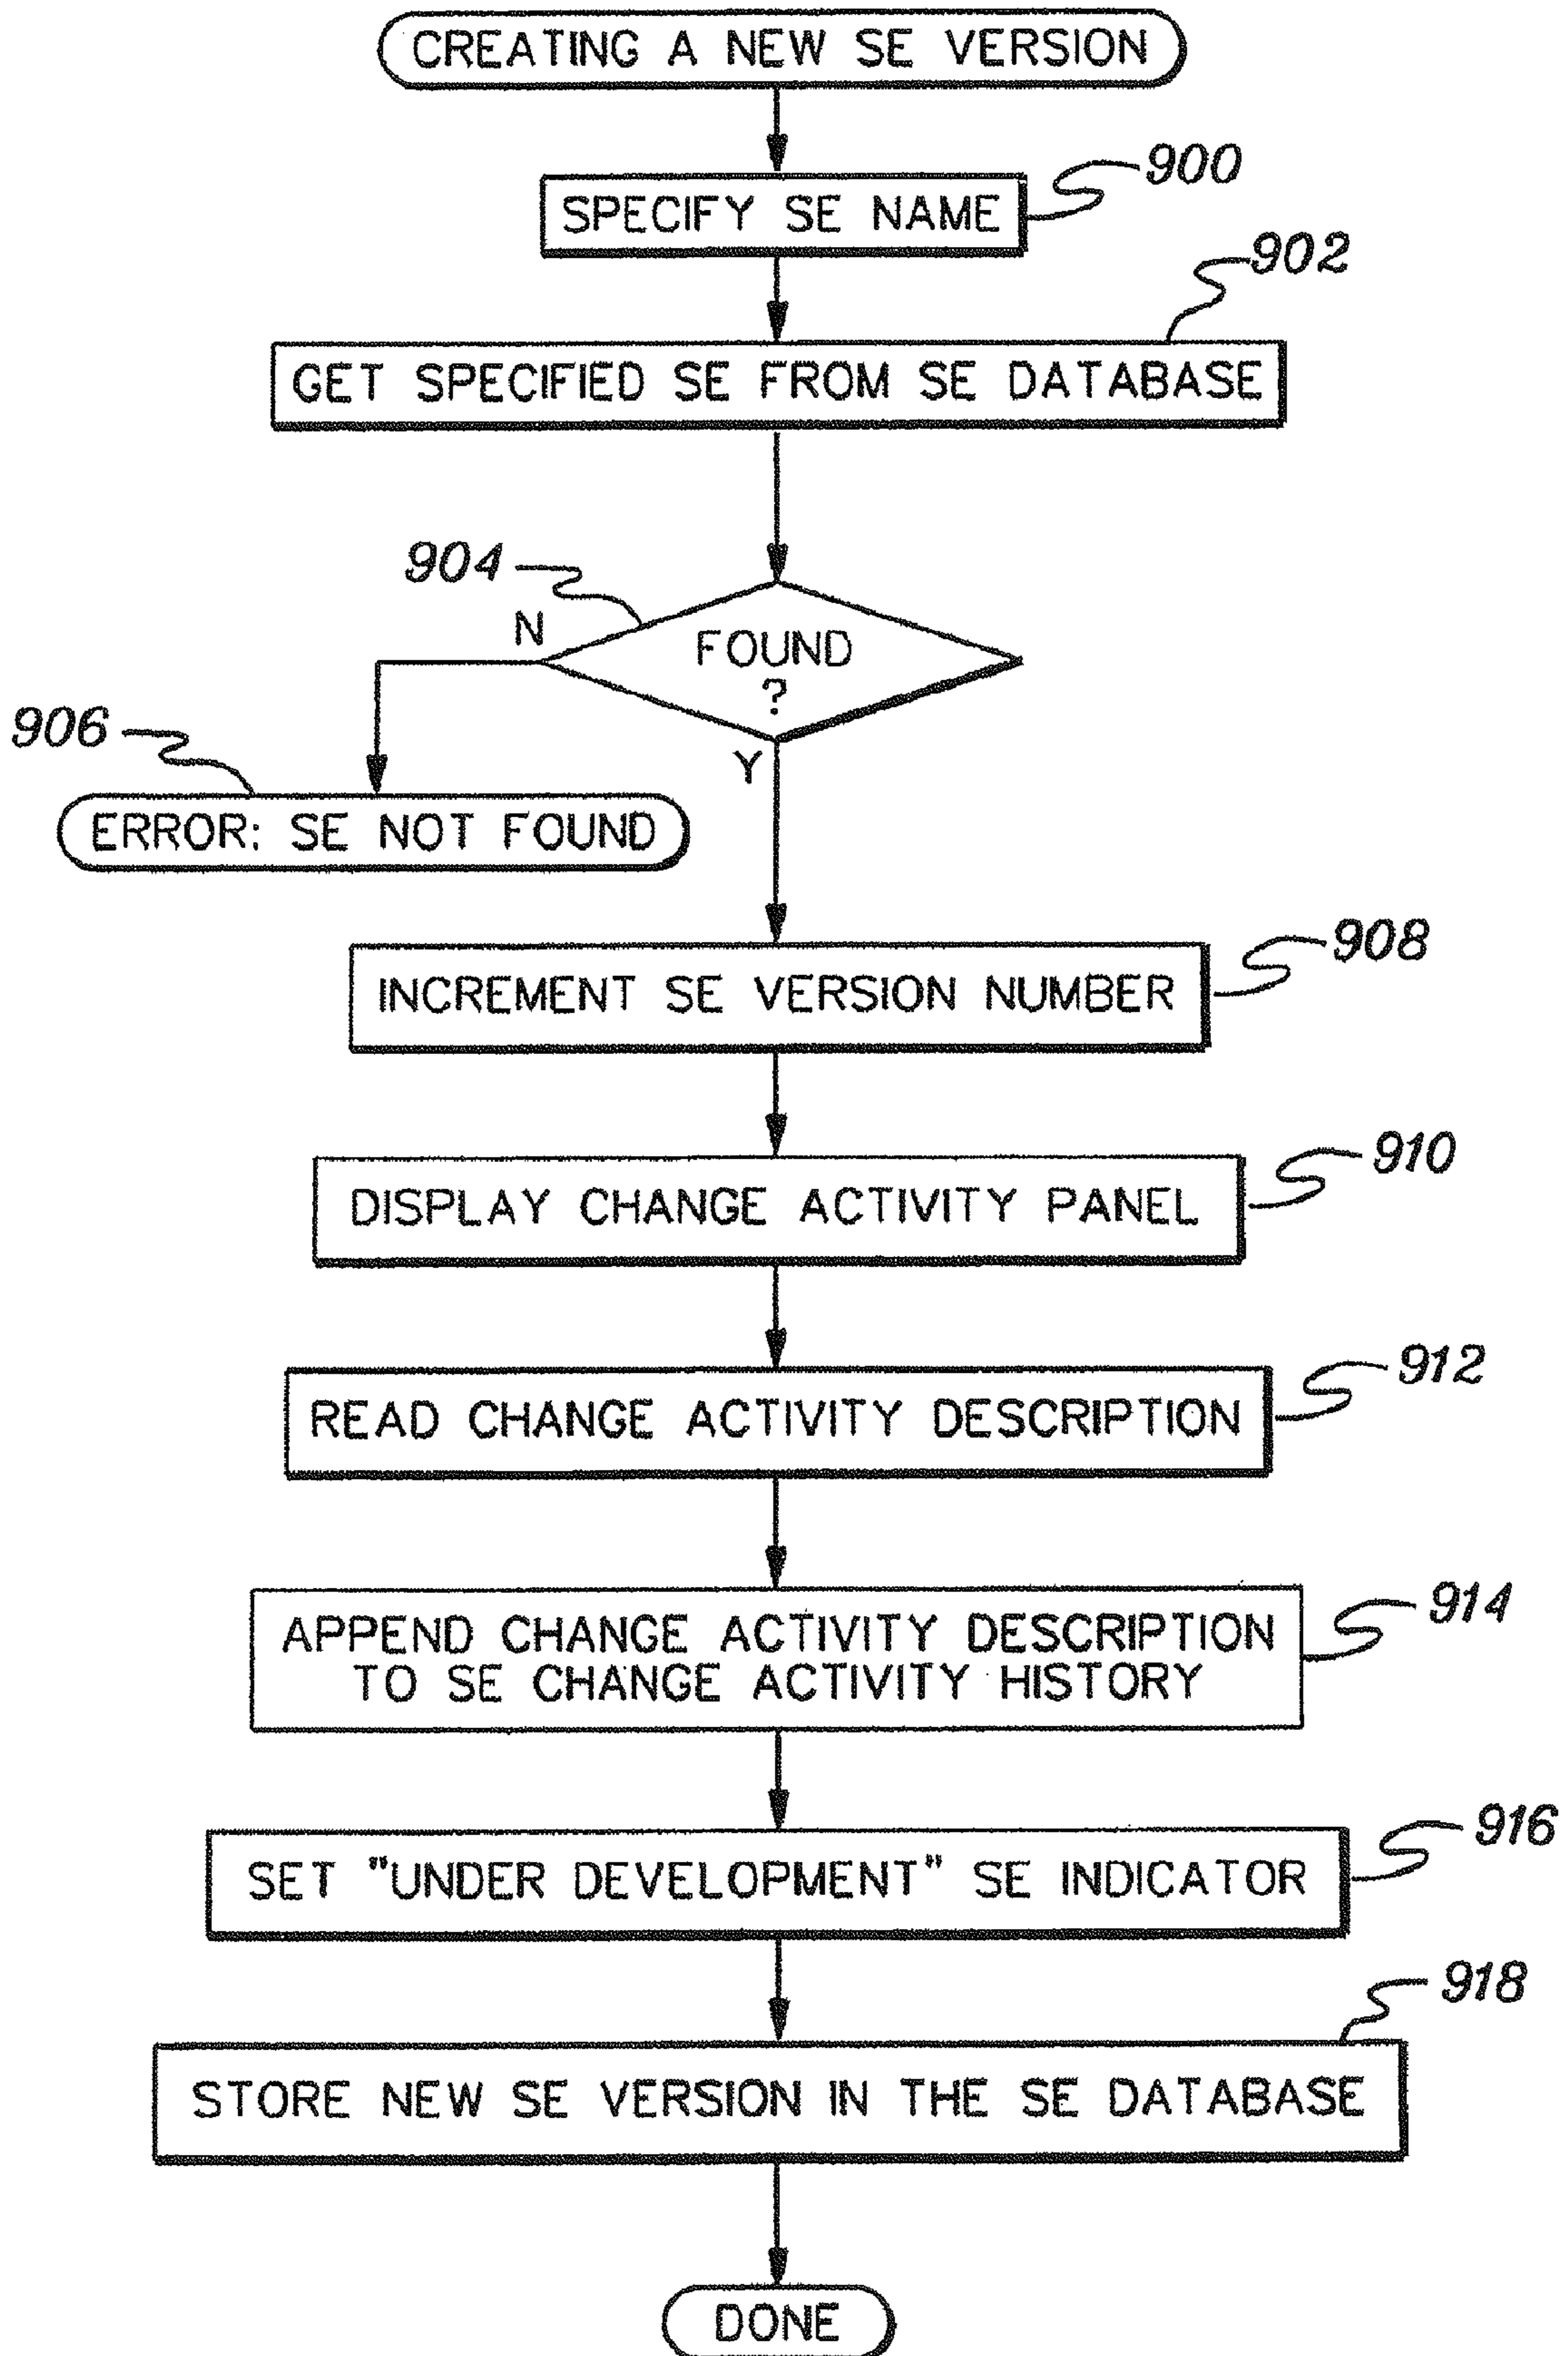 CREATING A NEW SE VERSION
900
SPECIFY SE NAME
902
GET SPECIFIED SE FROM SE DATABASE
904
N
FOUND
?
906
Y
ERROR: SE NOT FOUND
908
INCREMENT SE VERSION NUMBER
910
DISPLAY CHANGE ACTIVITY PANEL
912
READ CHANGE ACTIVITY DESCRIPTION
914
APPEND CHANGE ACTIVITY DESCRIPTION
TO SE CHANGE ACTIVITY HISTORY
916
SET "UNDER DEVELOPMENT" SE INDICATOR
918
STORE NEW SE VERSION IN THE SE DATABASE
DONE